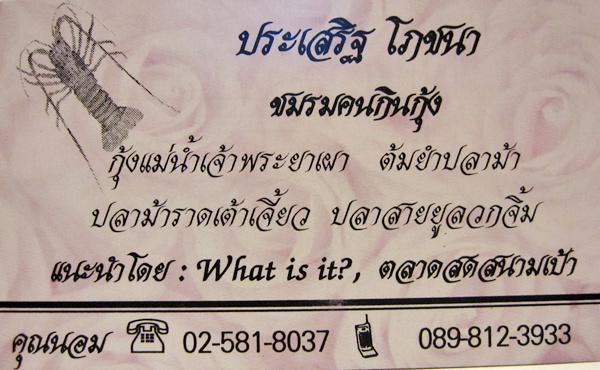 ประเสริฐ โภชนา
ชมรมคนกินกุ้ง
กุ้งแม่น้ำเจ้าพระยาเผา ต้มยำปลาม้า
ปลาม้าราดเต้าเจี้ยว ปลาสายยูลวกจิ้ม
แนะนำโดย : What is it?, ตลาดสดสนามเป้า
คุณนอม 02-581-8037 089-812-3933